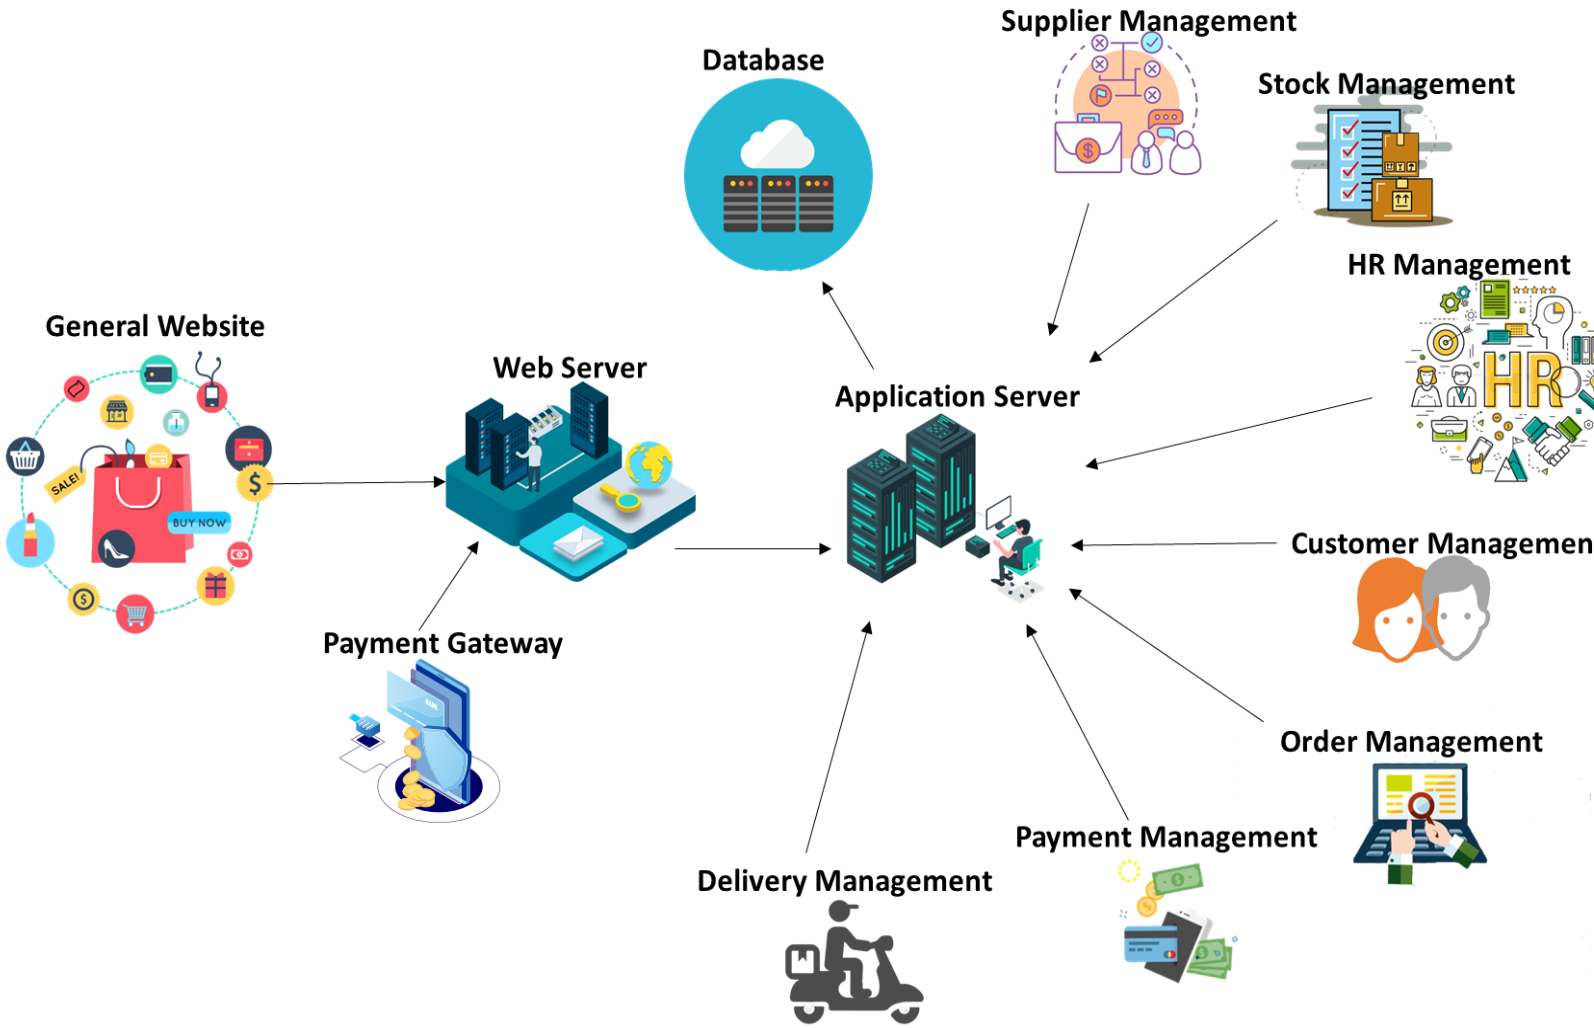 Supplier Management
Database
Stock Management
HR Management
HR
General Website
Web Server
Application Server
SALE!
$
BUY NOW
Customer Managemen
Payment Gateway
BANK
Order Management
Payment Management
Delivery Management